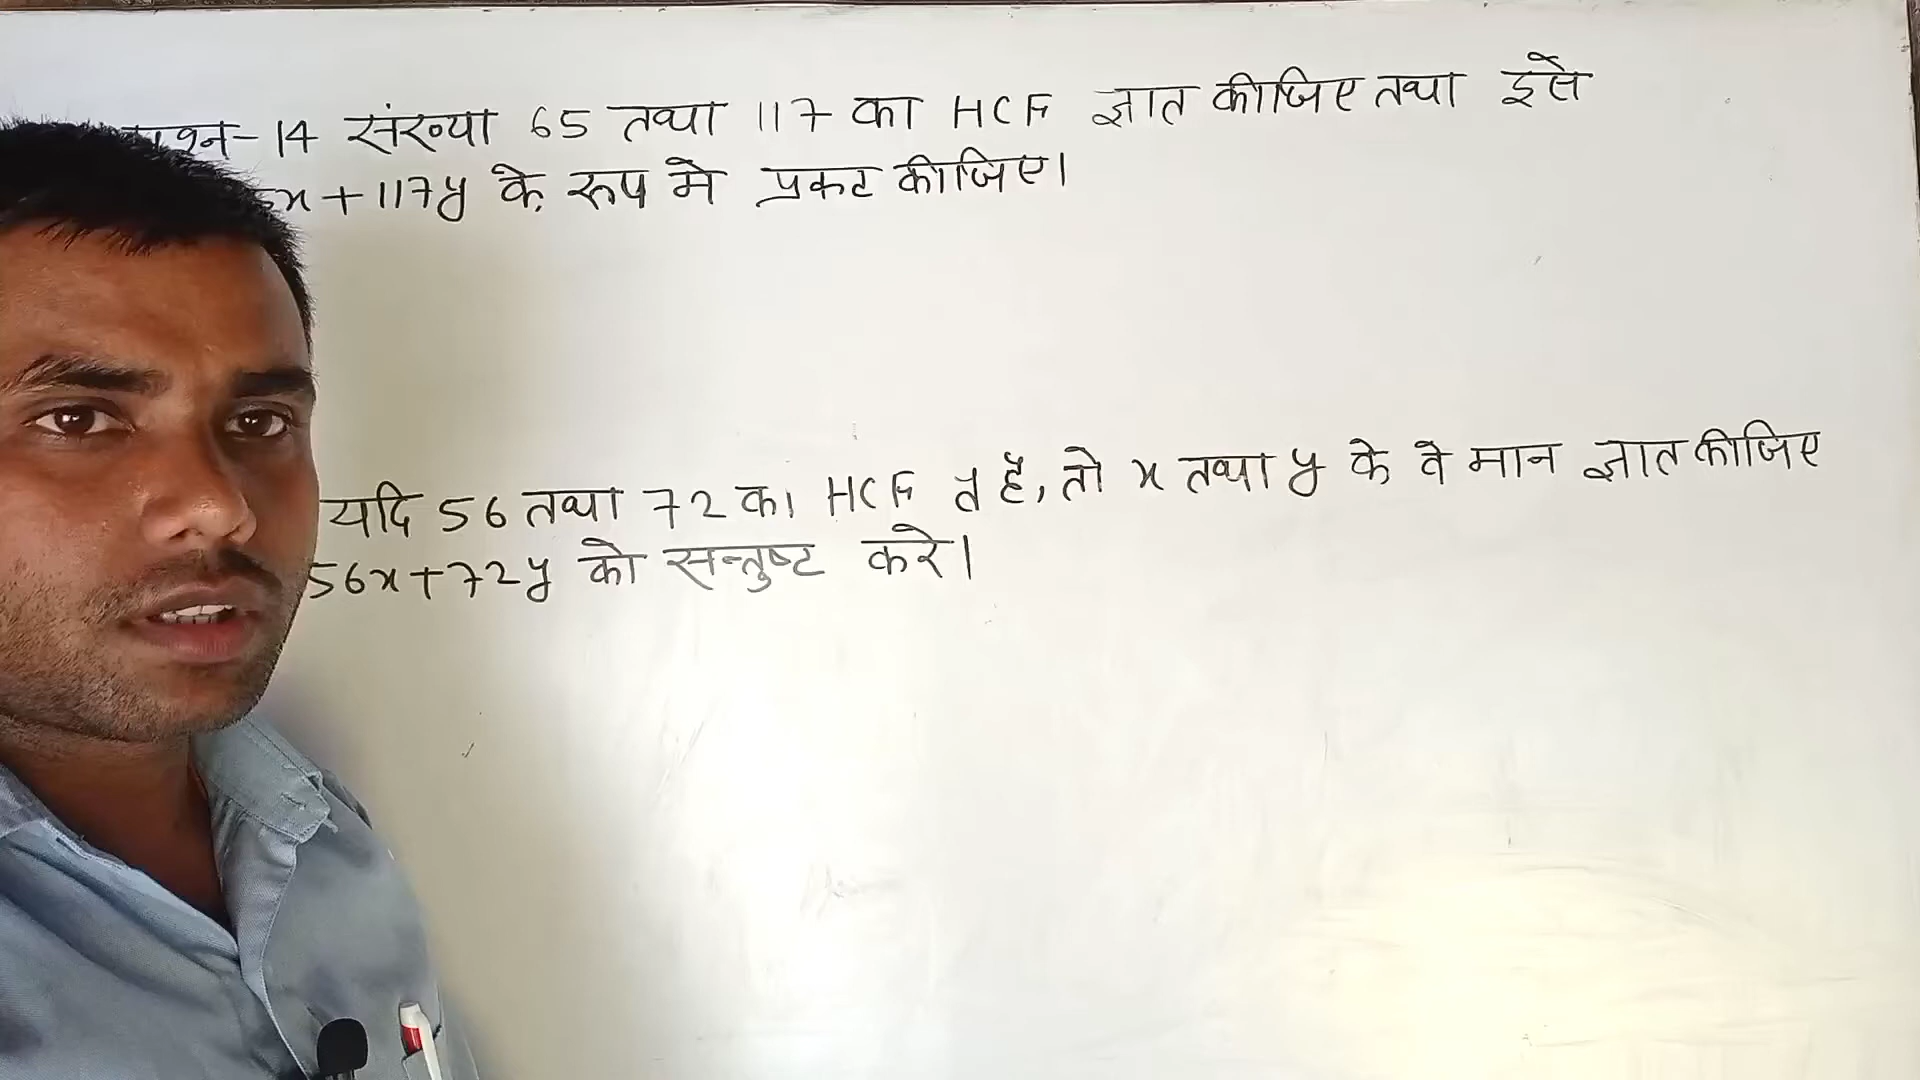 प्रश्न-14 संख्या 65 तथा 117 का HCF ज्ञात कीजिए तथा इसे
x + 117y के रूप मे प्रकट कीजिए।
यदि 56 तथा 72 का HCF त है, तो x तथा y के वे मान ज्ञात कीजिए
56x + 72y को सन्तुष्ट करे।